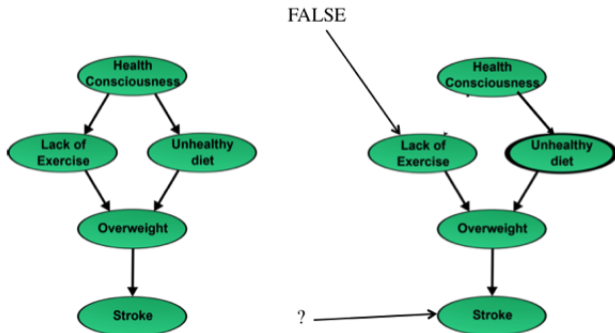 FALSE
Health
Consciousness
Lack of
Exercise
Unhealthy
diet
Overweight
Stroke
Health
Consciousness
Lack of
Exercise
Unhealthy
diet
Overweight
?
Stroke